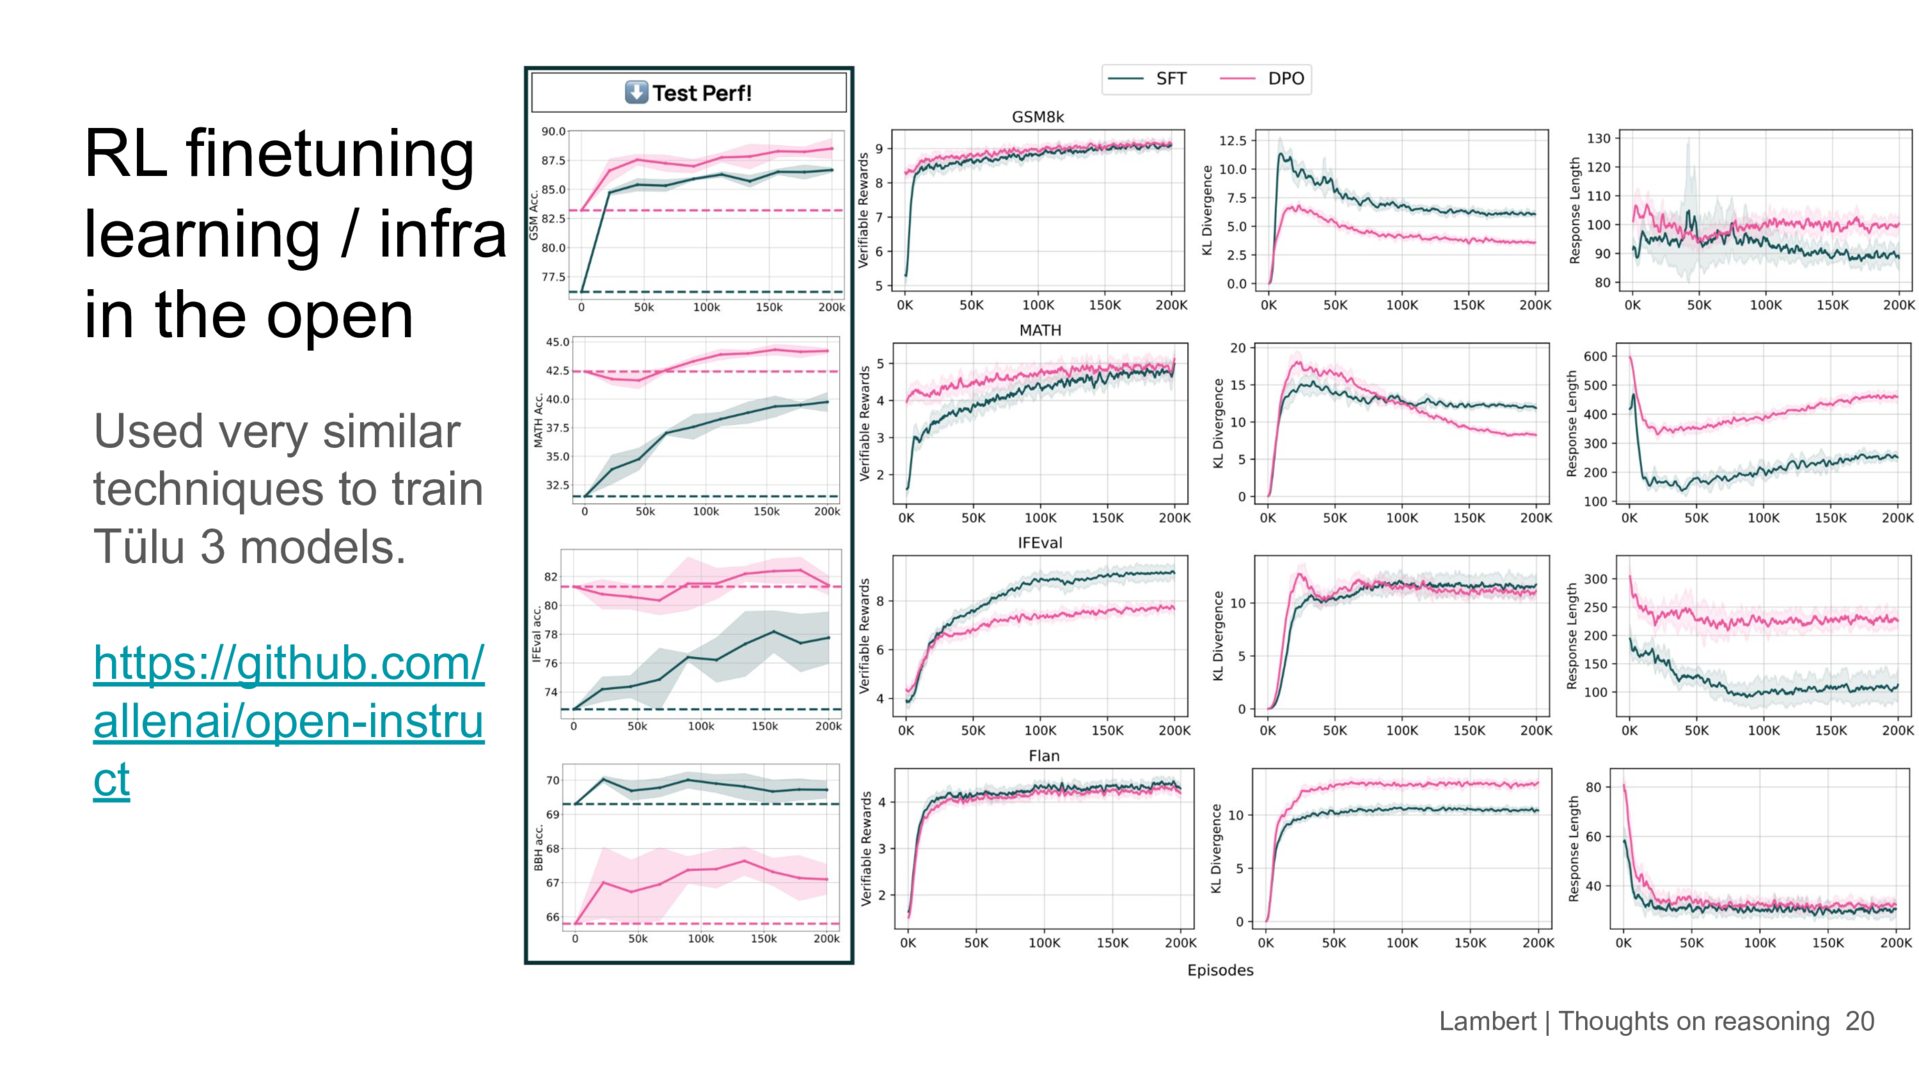 RL finetuning
learning / infra
in the open
Used very similar
techniques to train
Tülu 3 models.
https://github.com/
allenai/open-instru
ct
⬇️ Test Perf!
SFT DPO
GSM Acc.
90.0
87.5
85.0
82.5
80.0
77.5
0 50k 100k 150k 200k
GSM8k
Verifiable Rewards
9
8
7
6
5
0K 50K 100K 150K 200K
KL Divergence
12.5
10.0
7.5
5.0
2.5
0.0
0K 50K 100K 150K 200K
Response Length
130
120
110
100
90
80
0K 50K 100K 150K 200K
MATH Acc.
45.0
42.5
40.0
37.5
35.0
32.5
0 50k 100k 150k 200k
MATH
Verifiable Rewards
5
4
3
2
0K 50K 100K 150K 200K
KL Divergence
20
15
10
5
0
0K 50K 100K 150K 200K
Response Length
600
500
400
300
200
100
0K 50K 100K 150K 200K
IFEval acc.
82
80
78
76
74
0 50k 100k 150k 200k
IFEval
Verifiable Rewards
8
6
4
0K 50K 100K 150K 200K
KL Divergence
10
5
0
0K 50K 100K 150K 200K
Response Length
300
250
200
150
100
0K 50K 100K 150K 200K
BBH acc.
70
69
68
67
66
0 50k 100k 150k 200k
Flan
Verifiable Rewards
4
3
2
0K 50K 100K 150K 200K
KL Divergence
10
5
0
0K 50K 100K 150K 200K
Response Length
80
60
40
0K 50K 100K 150K 200K
Episodes
Lambert | Thoughts on reasoning 20